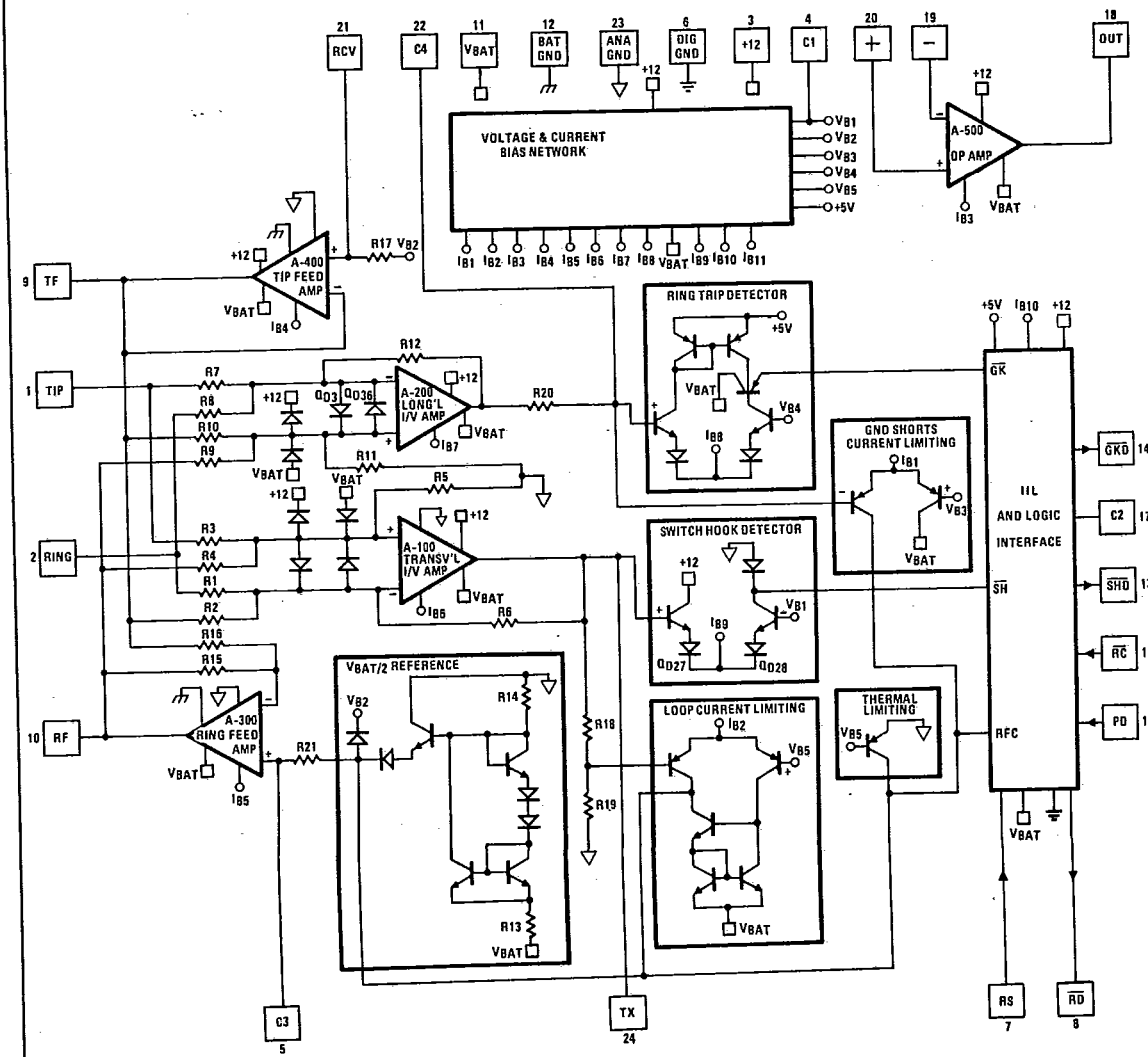 21
RCV
22
C4
11
VBAT
12
BAT GND
23
ANA GND
6
DIG GND
3
+12
4
C1
20
+
19
−
18
OUT
+12
VOLTAGE & CURRENT
BIAS NETWORK
VB1
VB2
VB3
VB4
VB5
+5V
IB1
IB2
IB3
IB4
IB5
IB6
IB7
IB8
VBAT
IB9
IB10
IB11
+12
−
A-500
OP AMP
+
VBAT
IB3
9
TF
+12
A-400
TIP FEED
AMP
+
−
VBAT
IB4
R17
VB2
1
TIP
R7
R8
R10
R9
+12
VBAT
QD3
QD36
R12
−
A-200
LONG'L
I/V AMP
+
+12
VBAT
IB7
R20
R11
R5
2
RING
R3
R4
R1
R2
R16
R15
+12
VBAT
+
A-100
TRANSV'L
I/V AMP
−
+12
VBAT
IB6
R6
10
RF
A-300
RING FEED
AMP
−
+
VBAT
IB5
R21
VBAT/2 REFERENCE
VB2
R14
R13
VBAT
R18
R19
RING TRIP DETECTOR
+5V
VBAT
+
VB4
−
IB8
SWITCH HOOK DETECTOR
+12
+
VB1
−
IB9
QD27
QD28
LOOP CURRENT LIMITING
IB2
−
VB5
+
VBAT
GND SHORTS
CURRENT LIMITING
IB1
−
+
VB3
VBAT
THERMAL
LIMITING
VB5
+5V
IB10
+12
GK
SH
RFC
IIL
AND LOGIC
INTERFACE
VBAT
GKD
14
C2
17
SHD
RC
PD
RS
7
RD
8
C3
5
TX
24